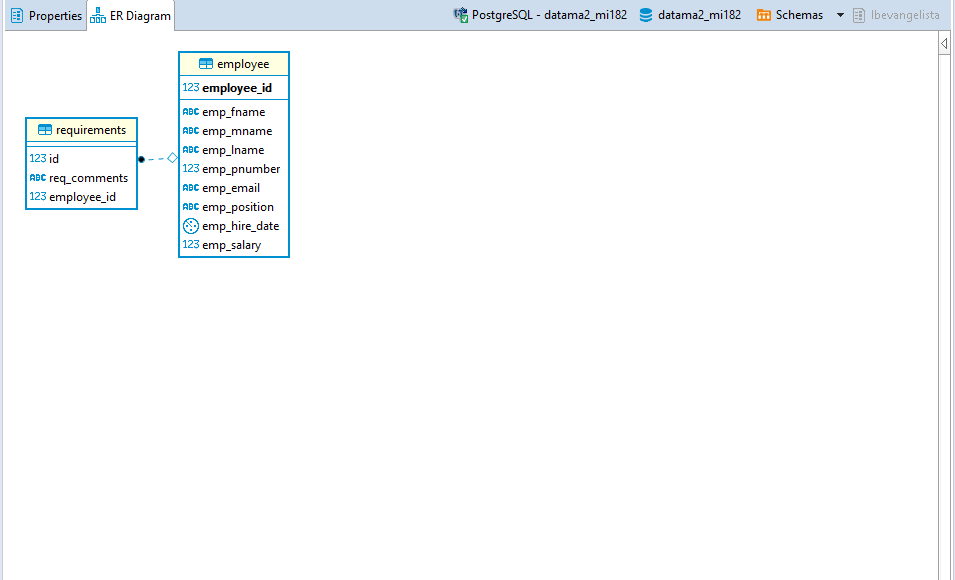 Properties
ER Diagram
PostgreSQL - datama2_mi182
datama2_mi182
Schemas
lbevangelista
employee
123 employee_id
ABC emp_fname
ABC emp_mname
ABC emp_lname
123 emp_pnumber
ABC emp_email
ABC emp_position
emp_hire_date
123 emp_salary
requirements
123 id
ABC req_comments
123 employee_id